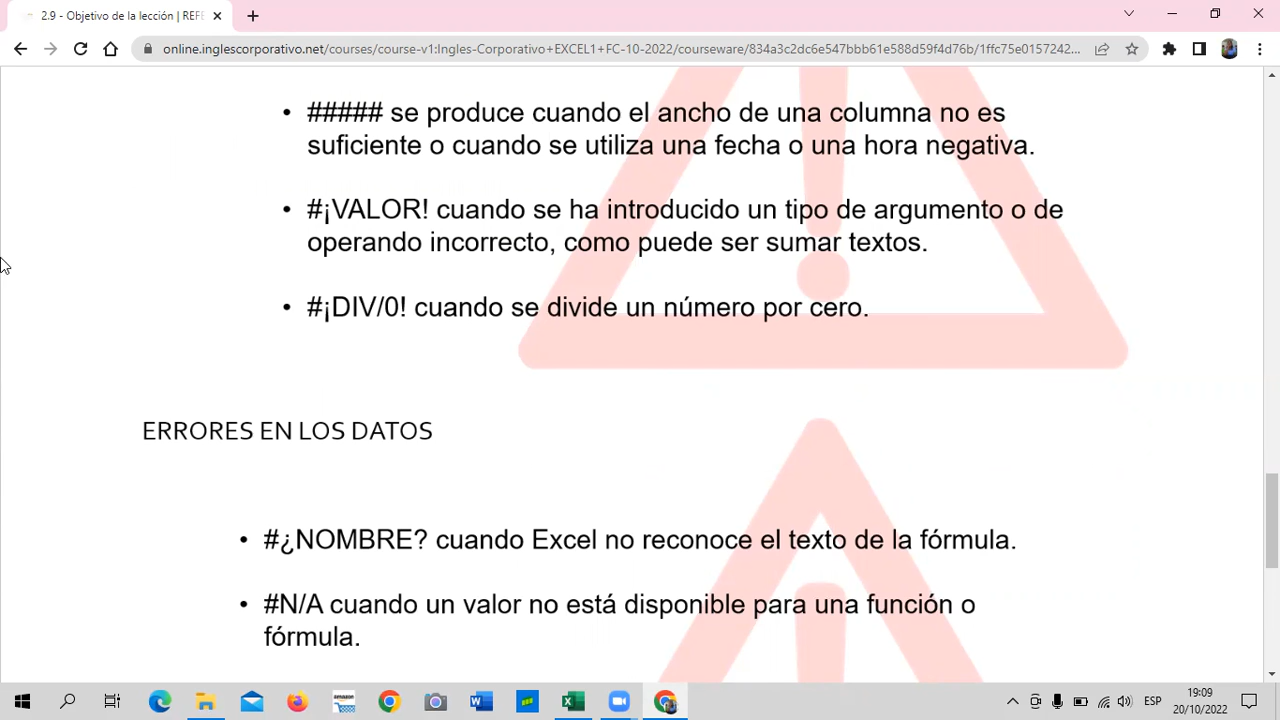 2.9 - Objetivo de la lección | REFE
online.inglescorporativo.net/courses/course-v1:Ingles-Corporativo+EXCEL1+FC-10-2022/courseware/834a3c2dc6e547bbb61e588d59f4d76b/1ffc75e0157242...
• ##### se produce cuando el ancho de una columna no es
suficiente o cuando se utiliza una fecha o una hora negativa.
• #¡VALOR! cuando se ha introducido un tipo de argumento o de
operando incorrecto, como puede ser sumar textos.
• #¡DIV/0! cuando se divide un número por cero.
ERRORES EN LOS DATOS
• #¿NOMBRE? cuando Excel no reconoce el texto de la fórmula.
• #N/A cuando un valor no está disponible para una función o
fórmula.
amazon
ESP
19:09
20/10/2022